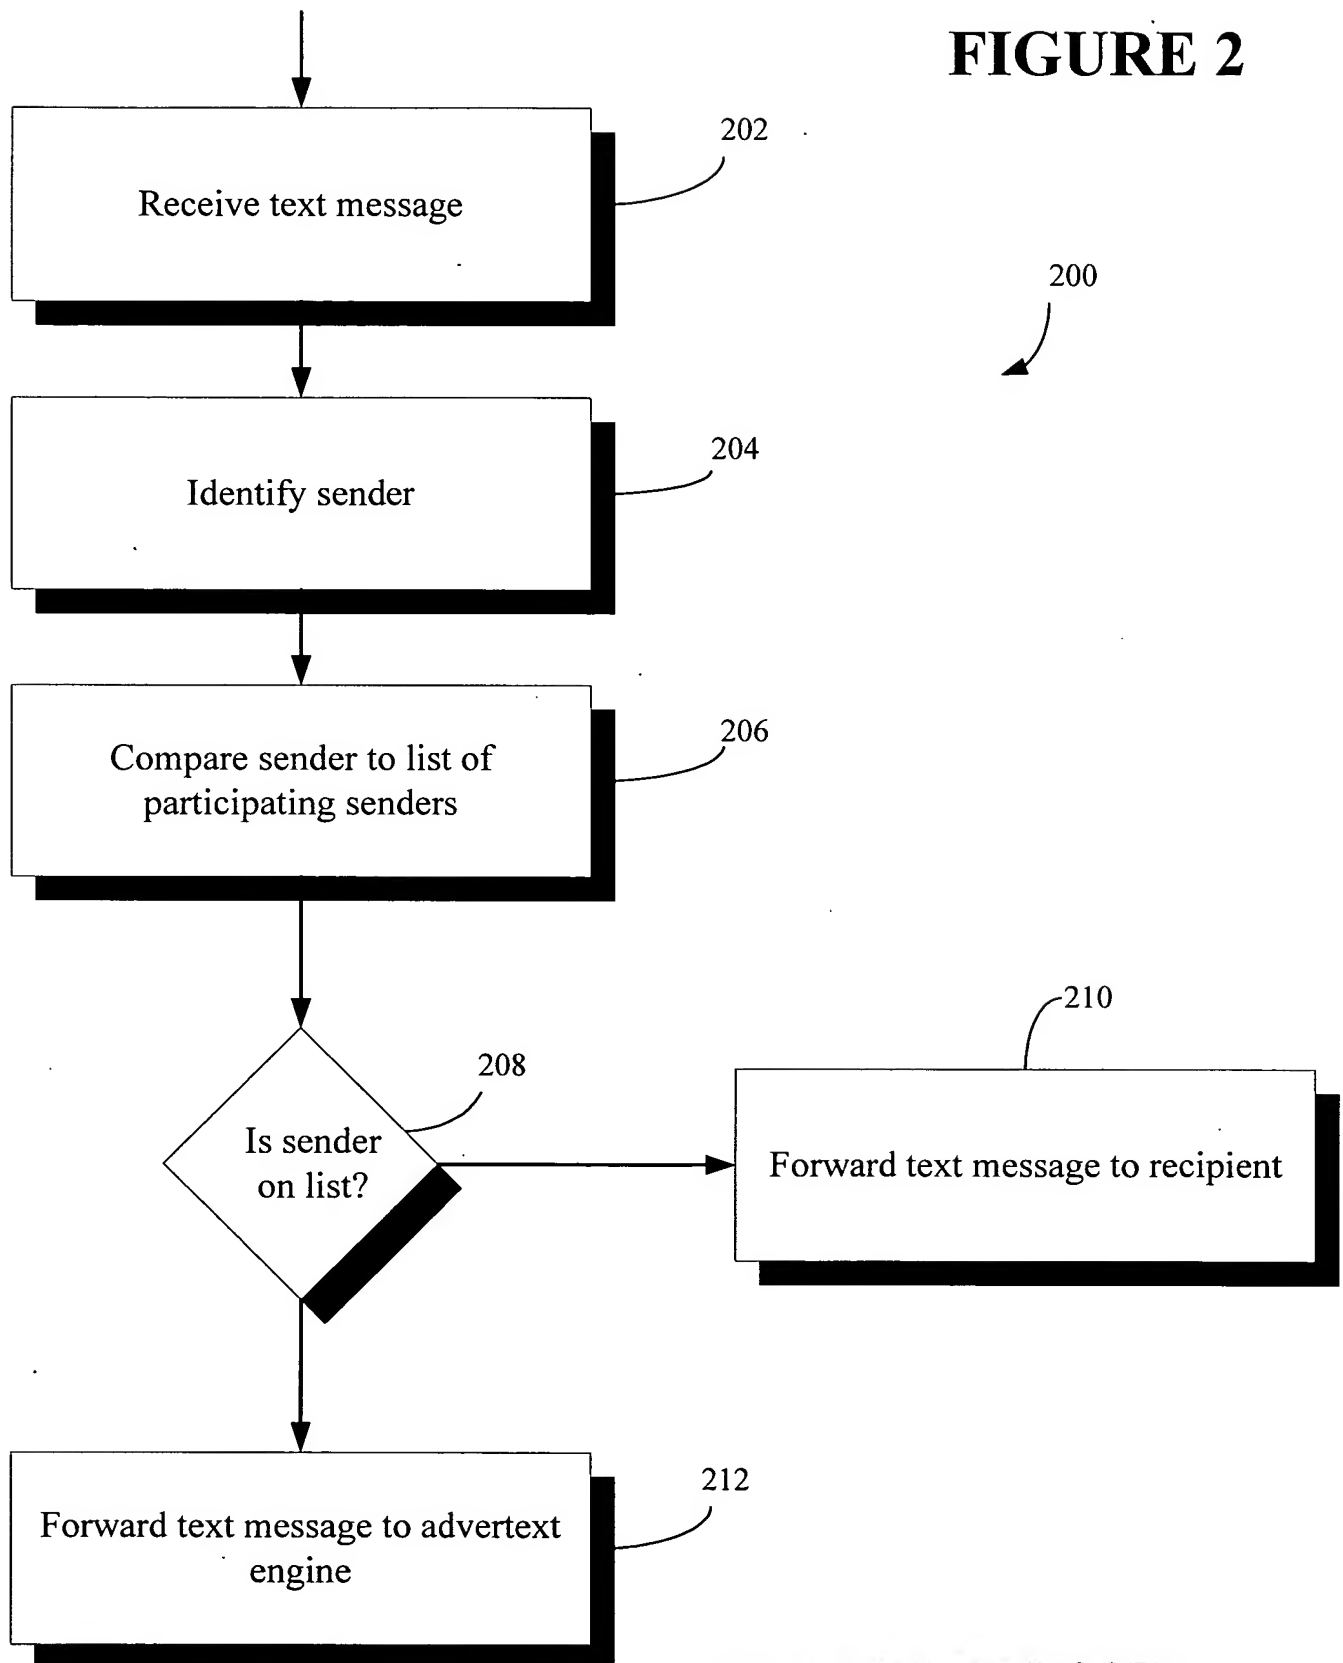 FIGURE 2
202
Receive text message
200
204
Identify sender
206
Compare sender to list of
participating senders
208
210
Is sender
on list?
Forward text message to recipient
212
Forward text message to advertext
engine